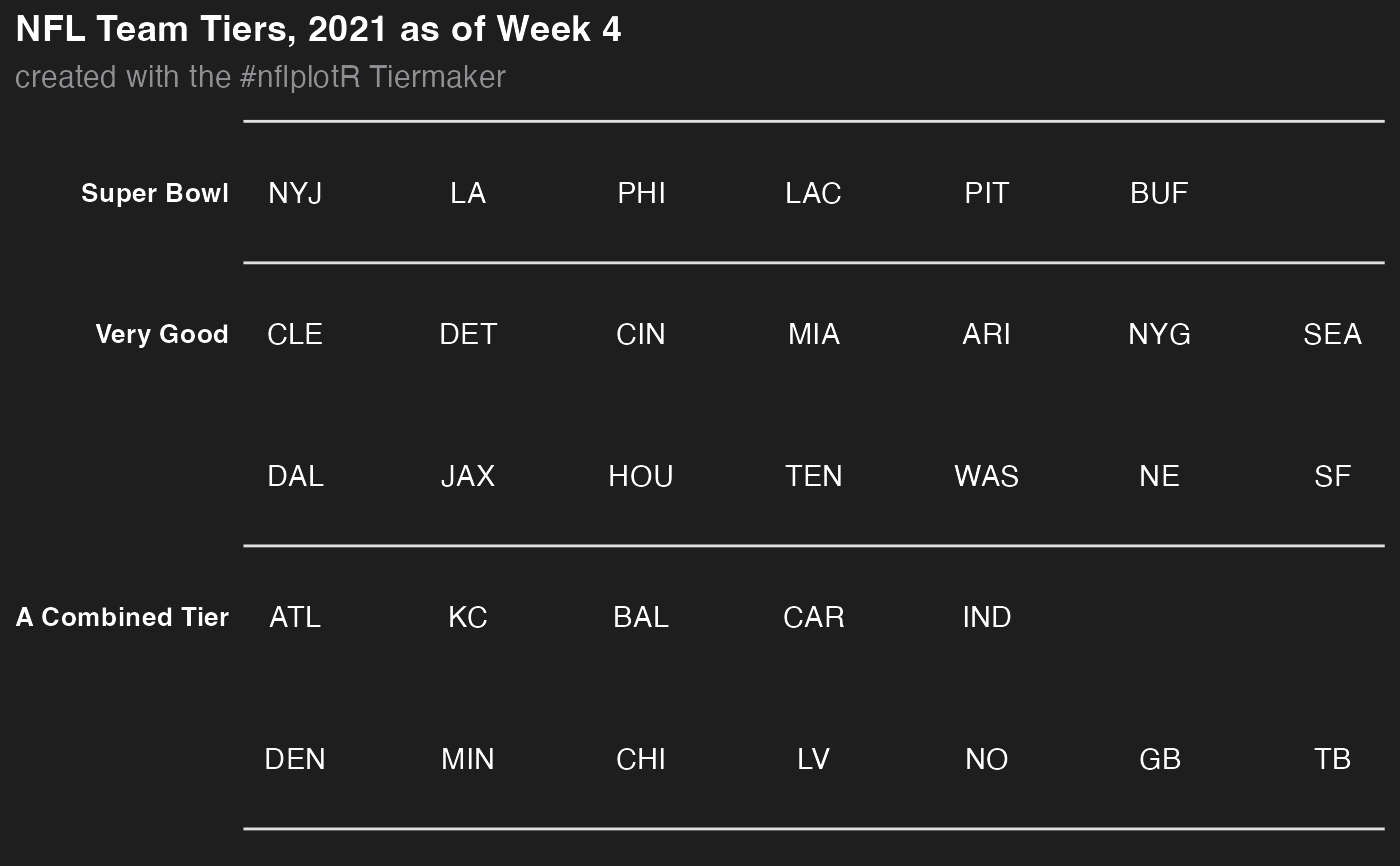 NFL Team Tiers, 2021 as of Week 4
created with the #nflplotR Tiermaker
Super Bowl NYJ LA PHI LAC PIT BUF
Very Good CLE DET CIN MIA ARI NYG SEA
DAL JAX HOU TEN WAS NE SF
A Combined Tier ATL KC BAL CAR IND
DEN MIN CHI LV NO GB TB